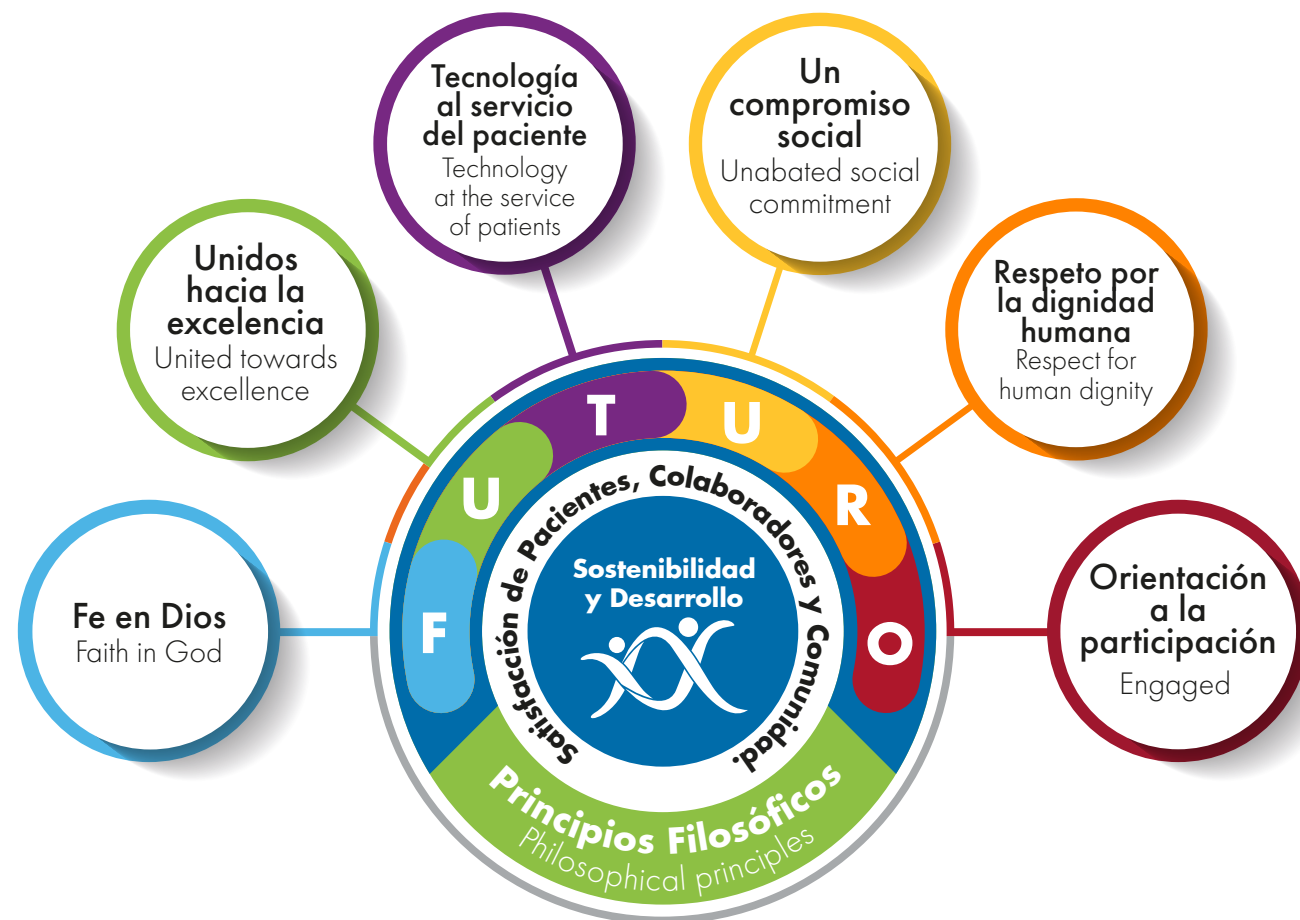 Fe en Dios
Faith in God
Unidos
hacia la
excelencia
United towards
excellence
Tecnología
al servicio
del paciente
Technology
at the service
of patients
Un
compromiso
social
Unabated social
commitment
Respeto por
la dignidad
humana
Respect for
human dignity
Orientación
a la
participación
Engaged
F U T U R O
Satisfacción de Pacientes, Colaboradores y Comunidad.
Sostenibilidad
y Desarrollo
Principios Filosóficos
Philosophical principles